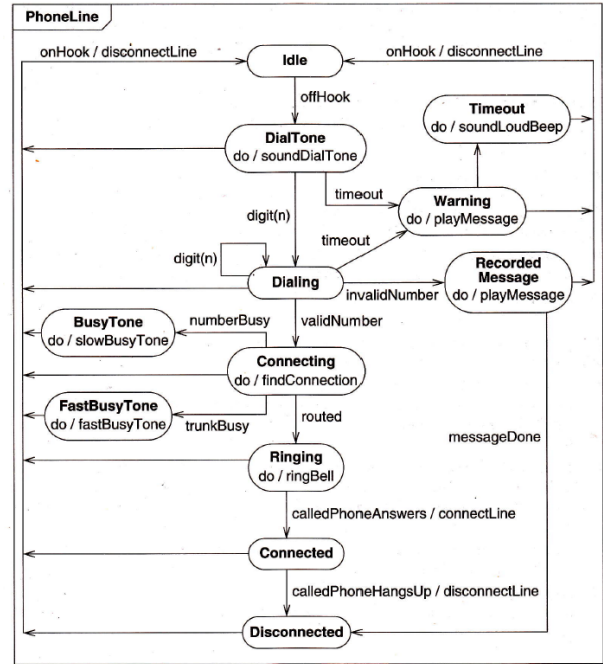 PhoneLine
onHook / disconnectLine
Idle
onHook / disconnectLine
offHook
Timeout
do / soundLoudBeep
DialTone
do / soundDialTone
timeout
Warning
do / playMessage
digit(n)
timeout
digit(n)
Dialing
invalidNumber
Recorded
Message
do / playMessage
BusyTone
do / slowBusyTone
numberBusy
validNumber
Connecting
do / findConnection
FastBusyTone
do / fastBusyTone
trunkBusy
routed
messageDone
Ringing
do / ringBell
calledPhoneAnswers / connectLine
Connected
calledPhoneHangsUp / disconnectLine
Disconnected